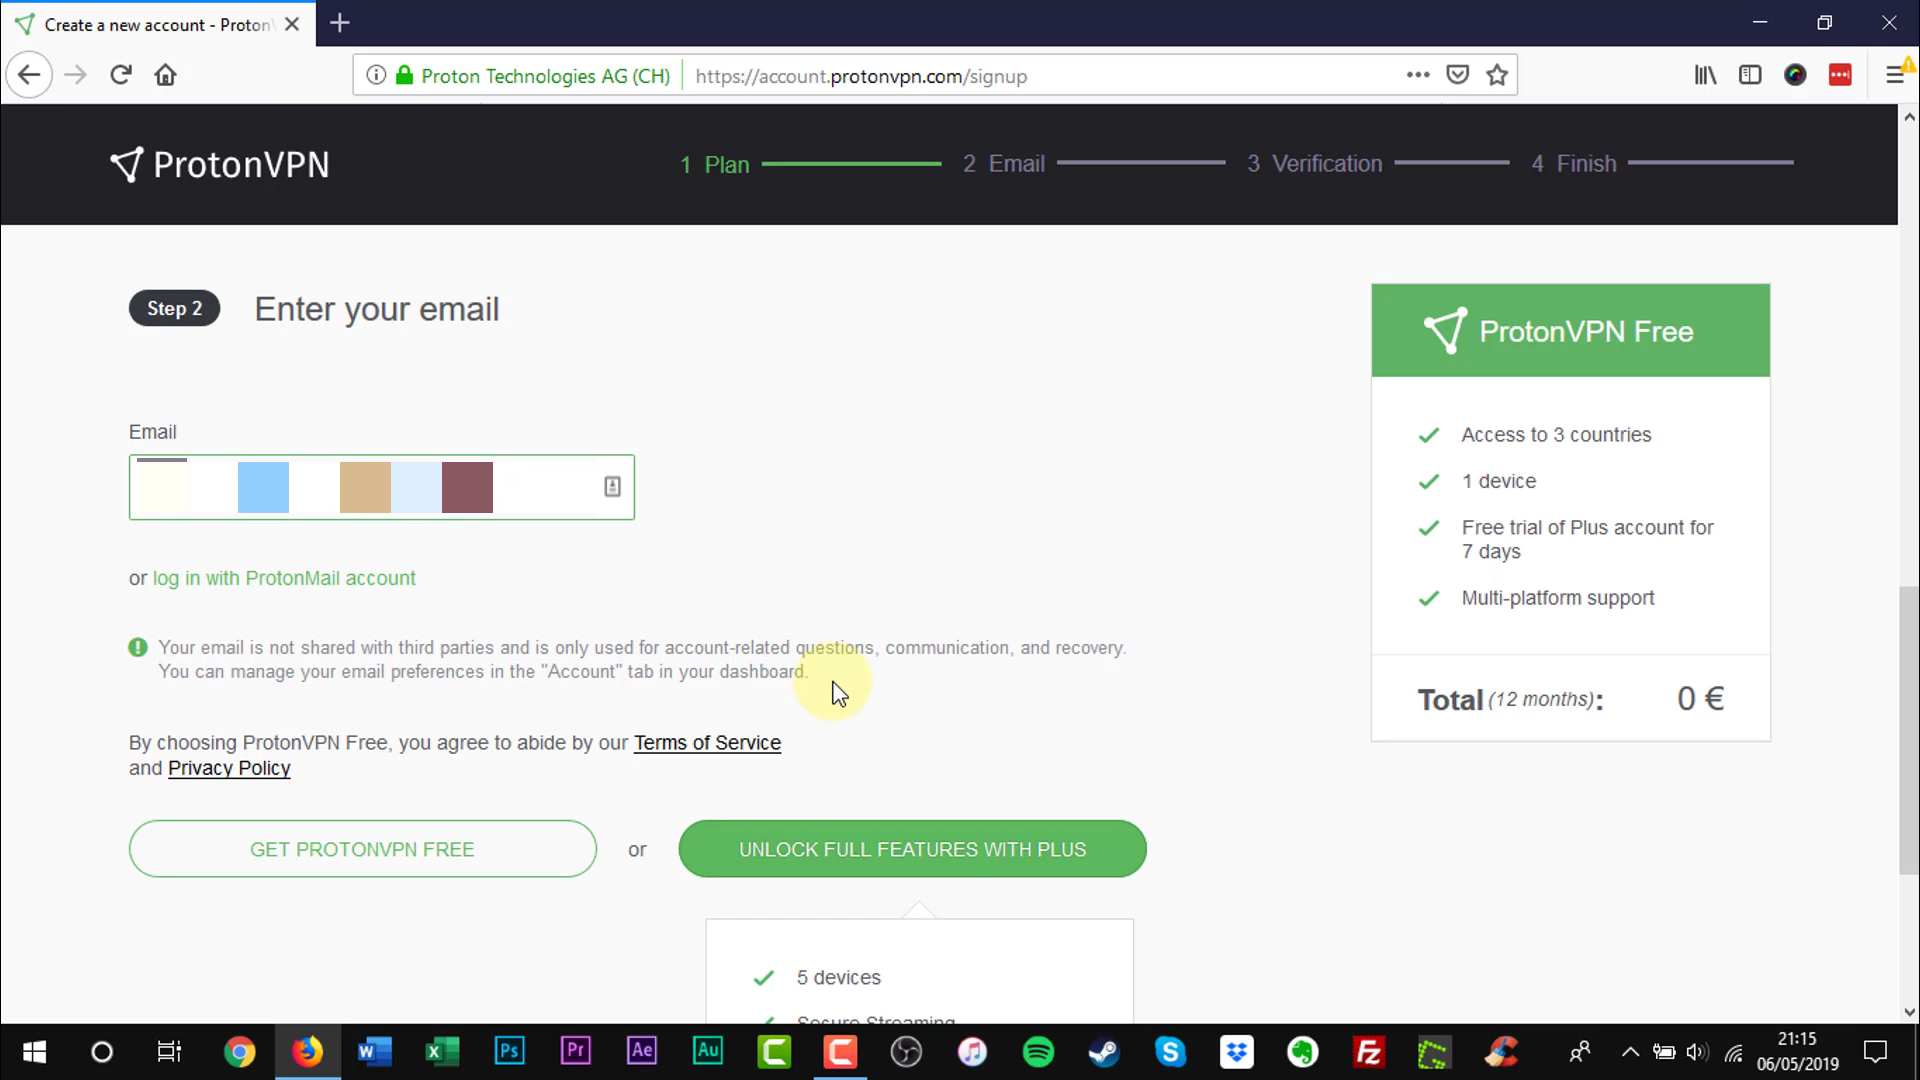 Create a new account - Proton
Proton Technologies AG (CH)
https://account.protonvpn.com/signup
ProtonVPN
1 Plan
2 Email
3 Verification
4 Finish
Step 2
Enter your email
ProtonVPN Free
Access to 3 countries
1 device
Free trial of Plus account for
7 days
Multi-platform support
Total (12 months): 0 €
Email
or log in with ProtonMail account
Your email is not shared with third parties and is only used for account-related questions, communication, and recovery.
You can manage your email preferences in the "Account" tab in your dashboard.
By choosing ProtonVPN Free, you agree to abide by our Terms of Service
and Privacy Policy
GET PROTONVPN FREE
or
UNLOCK FULL FEATURES WITH PLUS
5 devices
Secure Streaming
Ps
Pr
Ae
Au
21:15
06/05/2019